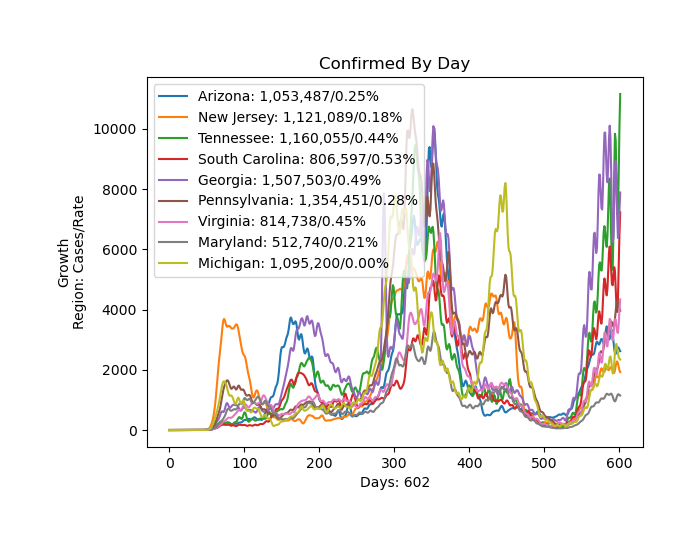 Confirmed By Day
Growth
Region: Cases/Rate
10000
8000
6000
4000
2000
0
Arizona: 1,053,487/0.25%
New Jersey: 1,121,089/0.18%
Tennessee: 1,160,055/0.44%
South Carolina: 806,597/0.53%
Georgia: 1,507,503/0.49%
Pennsylvania: 1,354,451/0.28%
Virginia: 814,738/0.45%
Maryland: 512,740/0.21%
Michigan: 1,095,200/0.00%
0 100 200 300 400 500 600
Days: 602